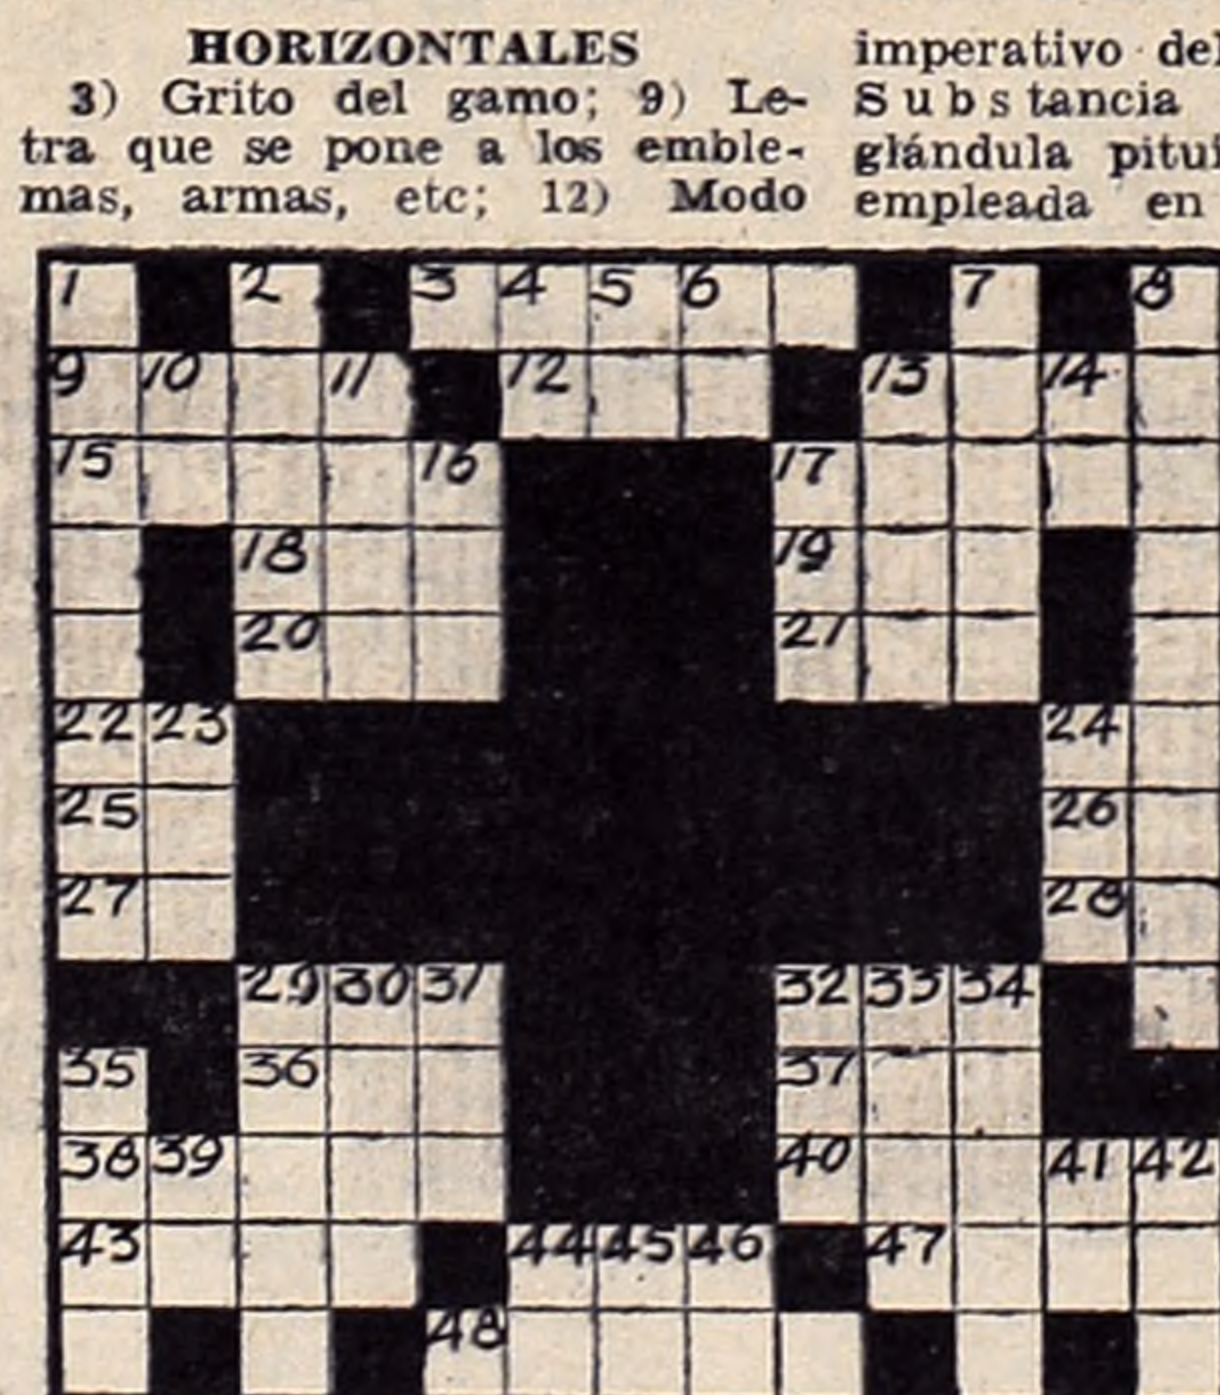 HORIZONTALES
3) Grito del gamo; 9) Le-
tra que se pone a los emble-
mas, armas, etc; 12) Modo
imperativo del
Substancia
glándula pitui
empleada en
1 2 3 4 5 6 7 8
9 10 11 12 13 14
15 16 17
18 19
20 21
22 23 24
25 26
27 28
29 30 31 32 33 34
35 36 37
38 39 40 41 42
43 44 45 46 47
48